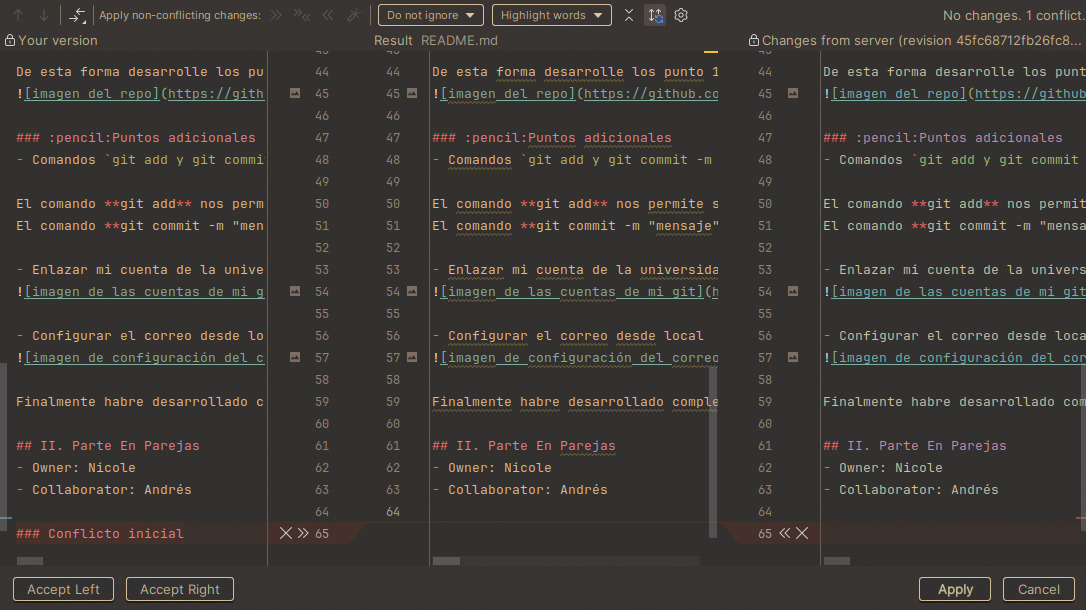 Apply non-conflicting changes: Do not ignore Highlight words No changes. 1 conflict.
Your version Result README.md Changes from server (revision 45fc68712fb26fc8...
De esta forma desarrolle los pu 44 44 De esta forma desarrolle los punto 1 44 De esta forma desarrolle los punt
![imagen del repo](https://gith 45 45 ![imagen del repo](https://github.co 45 ![imagen del repo](https://github
46 46 46
### :pencil:Puntos adicionales 47 47 ### :pencil:Puntos adicionales 47 ### :pencil:Puntos adicionales
- Comandos `git add y git commi 48 48 - Comandos `git add y git commit -m 48 - Comandos `git add y git commit
49 49 49
El comando **git add** nos perm 50 50 El comando **git add** nos permite s 50 El comando **git add** nos permit
El comando **git commit -m "men 51 51 El comando **git commit -m "mensaje" 51 El comando **git commit -m "mensa
52 52 52
- Enlazar mi cuenta de la unive 53 53 - Enlazar mi cuenta de la universida 53 - Enlazar mi cuenta de la univers
![imagen de las cuentas de mi g 54 54 ![imagen de las cuentas de mi git](h 54 ![imagen de las cuentas de mi git
55 55 55
- Configurar el correo desde lo 56 56 - Configurar el correo desde local 56 - Configurar el correo desde loca
![imagen de configuración del c 57 57 ![imagen de configuración del correo 57 ![imagen de configuración del cor
58 58 58
Finalmente habre desarrollado c 59 59 Finalmente habre desarrollado comple 59 Finalmente habre desarrollado com
60 60 60
## II. Parte En Parejas 61 61 ## II. Parte En Parejas 61 ## II. Parte En Parejas
- Owner: Nicole 62 62 - Owner: Nicole 62 - Owner: Nicole
- Collaborator: Andrés 63 63 - Collaborator: Andrés 63 - Collaborator: Andrés
64 64 64
### Conflicto inicial 65 65
Accept Left Accept Right Apply Cancel